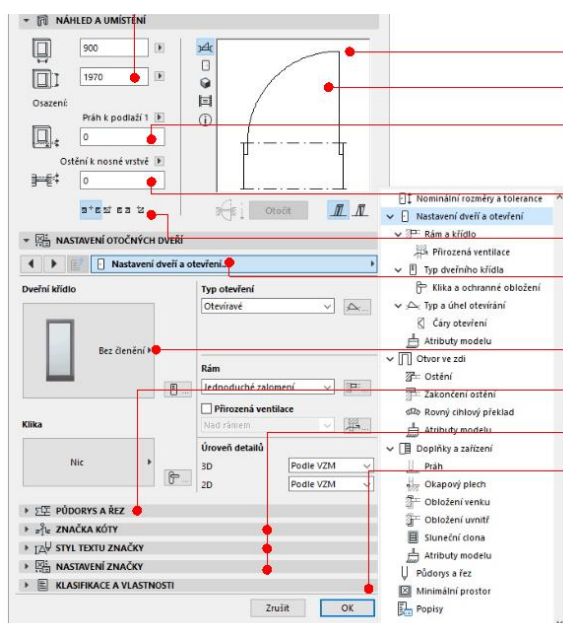 NÁHLED A UMÍSTĚNÍ
900
1970
Osazení:
Práh k podlaží 1
0
Ostění k nosné vrstvě
0
Otočit
NASTAVENÍ OTOČNÝCH DVEŘÍ
Nastavení dveří a otevření...
Dveřní křídlo
Bez členění
Klika
Nic
Typ otevření
Otevíravé
Rám
Jednoduché zalomení
Přirozená ventilace
Nad rámem
Úroveň detailů
3D
Podle VZM
2D
Podle VZM
PŮDORYS A ŘEZ
ZNAČKA KÓTY
STYL TEXTU ZNAČKY
NASTAVENÍ ZNAČKY
KLASIFIKACE A VLASTNOSTI
Zrušit
OK
Nominální rozměry a tolerance
Nastavení dveří a otevření
Rám a křídlo
Přirozená ventilace
Typ dveřního křídla
Klika a ochranné obložení
Typ a úhel otevírání
Čáry otevření
Atributy modelu
Otvor ve zdi
Ostění
Zakončení ostění
Rovný cihlový překlad
Atributy modelu
Doplňky a zařízení
Práh
Okapový plech
Obložení venku
Obložení uvnitř
Sluneční clona
Atributy modelu
Půdorys a řez
Minimální prostor
Popisy